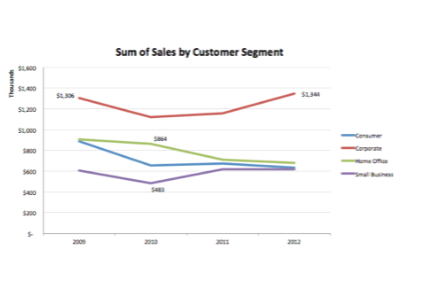 Sum of Sales by Customer Segment
Thousands
$1,600
$1,400
$1,200
$1,000
$800
$600
$400
$200
$-
$1,306
$1,344
$864
$483
2009
2010
2011
2012
Consumer
Corporate
Home Office
Small Business